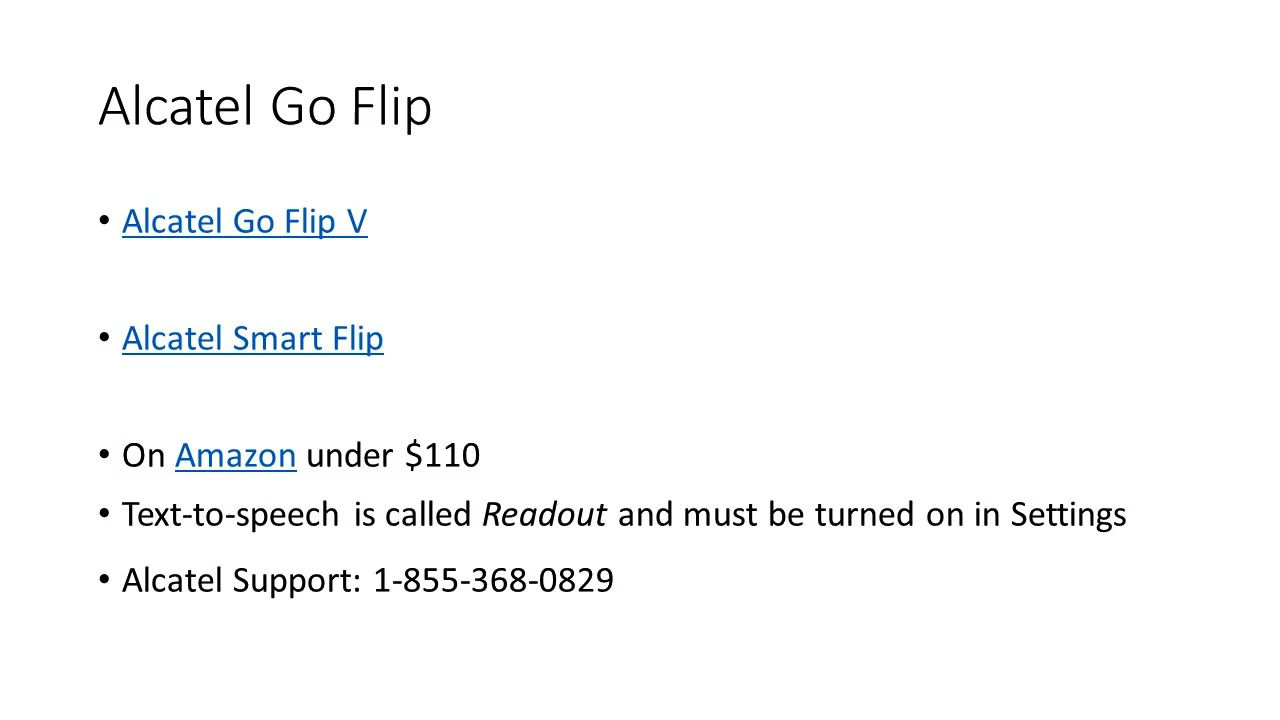 Alcatel Go Flip
• Alcatel Go Flip V
• Alcatel Smart Flip
• On Amazon under $110
• Text-to-speech is called Readout and must be turned on in Settings
• Alcatel Support: 1-855-368-0829